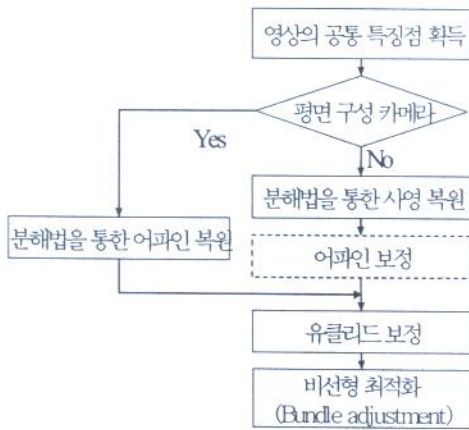 영상의 공통 특징점 획득
평면 구성 카메라
Yes
No
분해법을 통한 사영 복원
분해법을 통한 어파인 복원
어파인 보정
유클리드 보정
비선형 최적화
(Bundle adjustment)